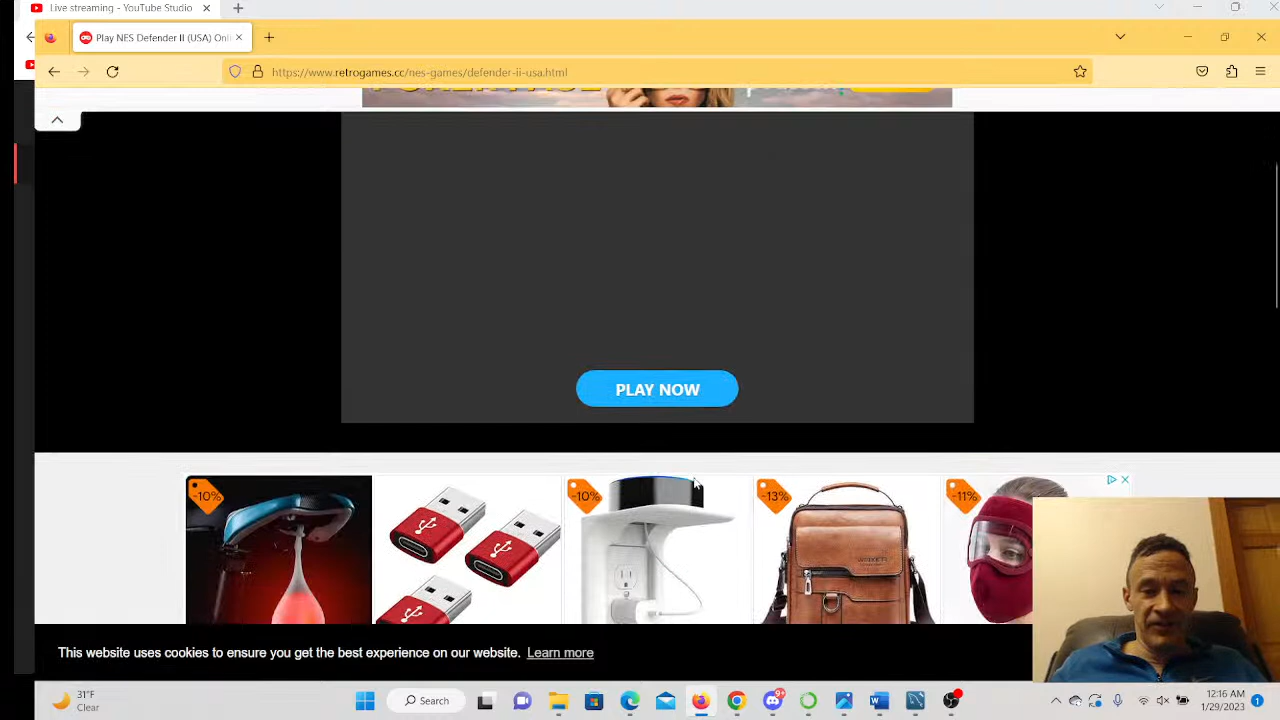 Live streaming - YouTube Studio
Play NES Defender II (USA) Onl
https://www.retrogames.cc/nes-games/defender-ii-usa.html
PLAY NOW
-10%
-10%
-13%
-11%
This website uses cookies to ensure you get the best experience on our website. Learn more
31°F
Clear
Search
9+
12:16 AM
1/29/2023
1